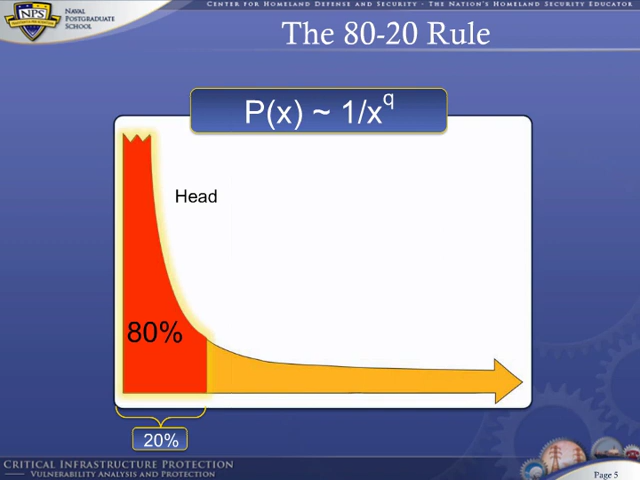 CENTER FOR HOMELAND DEFENSE AND SECURITY - THE NATION'S HOMELAND SECURITY EDUCATOR
NPS
NAVAL
POSTGRADUATE
SCHOOL
The 80-20 Rule
P(x) ~ 1/x^q
Head
80%
20%
CRITICAL INFRASTRUCTURE PROTECTION
VULNERABILITY ANALYSIS AND PROTECTION
Page 5